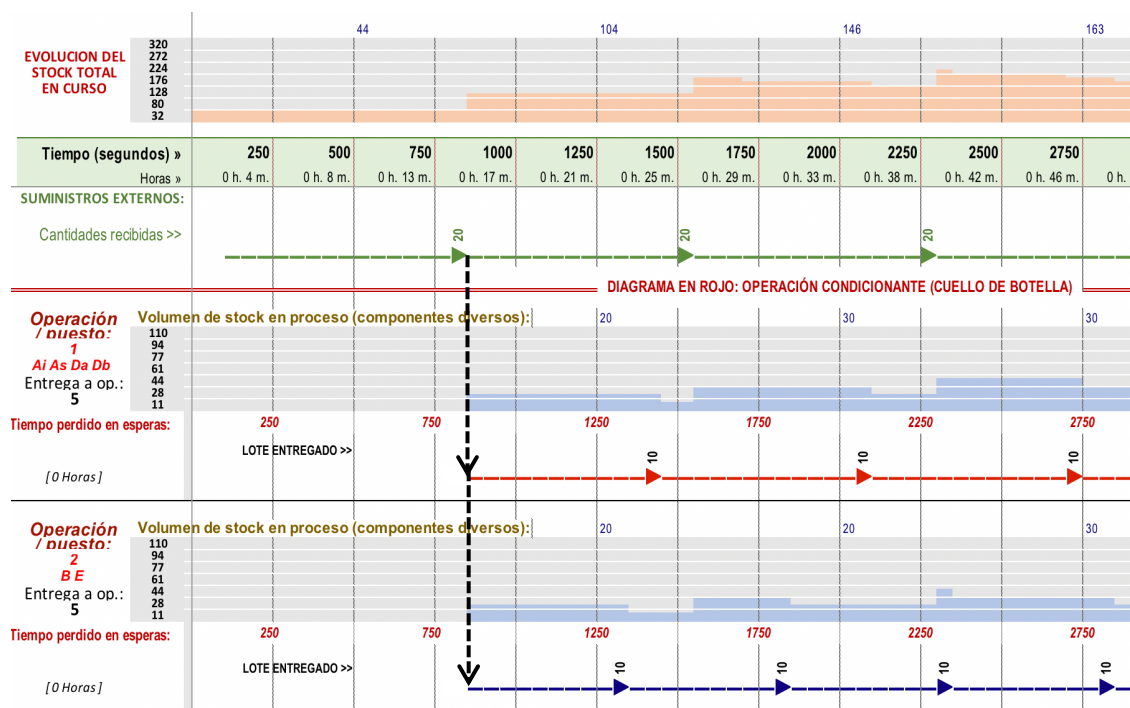 44 104 146 163
EVOLUCION DEL
STOCK TOTAL
EN CURSO
320
272
224
176
128
80
32
Tiempo (segundos) » 250 500 750 1000 1250 1500 1750 2000 2250 2500 2750
Horas » 0 h. 4 m. 0 h. 8 m. 0 h. 13 m. 0 h. 17 m. 0 h. 21 m. 0 h. 25 m. 0 h. 29 m. 0 h. 33 m. 0 h. 38 m. 0 h. 42 m. 0 h. 46 m. 0 h.
SUMINISTROS EXTERNOS:
Cantidades recibidas >> 20 20 20
DIAGRAMA EN ROJO: OPERACIÓN CONDICIONANTE (CUELLO DE BOTELLA)
Operación
/ puesto:
1
Ai As Da Db
Entrega a op.:
5
Volumen de stock en proceso (componentes diversos): 20 30 30
110
94
77
61
44
28
11
Tiempo perdido en esperas: 250 750 1250 1750 2250 2750
LOTE ENTREGADO >> 10 10 10
[ 0 Horas ]
Operación
/ puesto:
2
B E
Entrega a op.:
5
Volumen de stock en proceso (componentes diversos): 20 20 30
110
94
77
61
44
28
11
Tiempo perdido en esperas: 250 750 1250 1750 2250 2750
LOTE ENTREGADO >> 10 10 10 10
[ 0 Horas ]